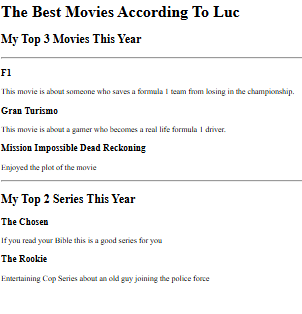 The Best Movies According To Luc
My Top 3 Movies This Year
F1
This movie is about someone who saves a formula 1 team from losing in the championship.
Gran Turismo
This movie is about a gamer who becomes a real life formula 1 driver.
Mission Impossible Dead Reckoning
Enjoyed the plot of the movie
My Top 2 Series This Year
The Chosen
If you read your Bible this is a good series for you
The Rookie
Entertaining Cop Series about an old guy joining the police force